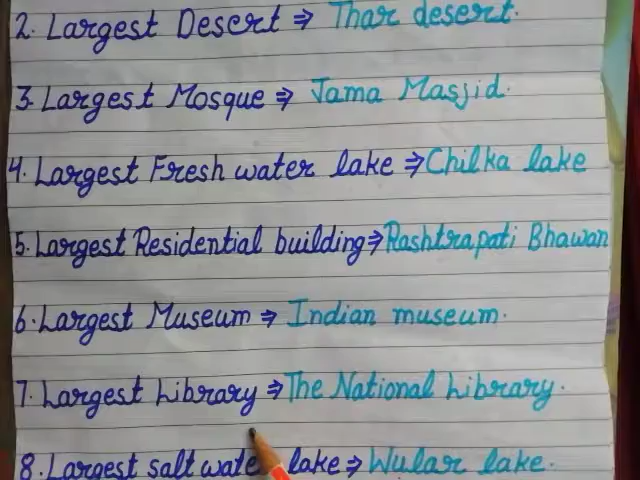 2. Largest Desert ⇒ Thar desert.
3. Largest Mosque ⇒ Jama Masjid.
4. Largest Fresh water lake ⇒ Chilka lake
5. Largest Residential building ⇒ Rashtrapati Bhawan
6. Largest Museum ⇒ Indian museum.
7. Largest Library ⇒ The National Library.
8. Largest salt water lake ⇒ Wular lake.